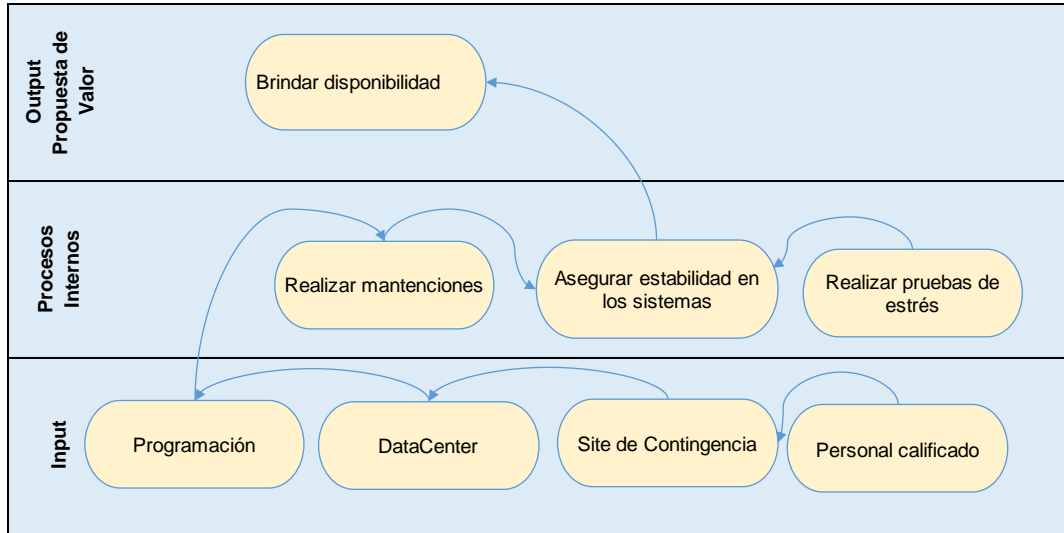 Output
Propuesta de
Valor
Brindar disponibilidad
Procesos
Internos
Realizar mantenciones
Asegurar estabilidad en
los sistemas
Realizar pruebas de
estrés
Input
Programación
DataCenter
Site de Contingencia
Personal calificado